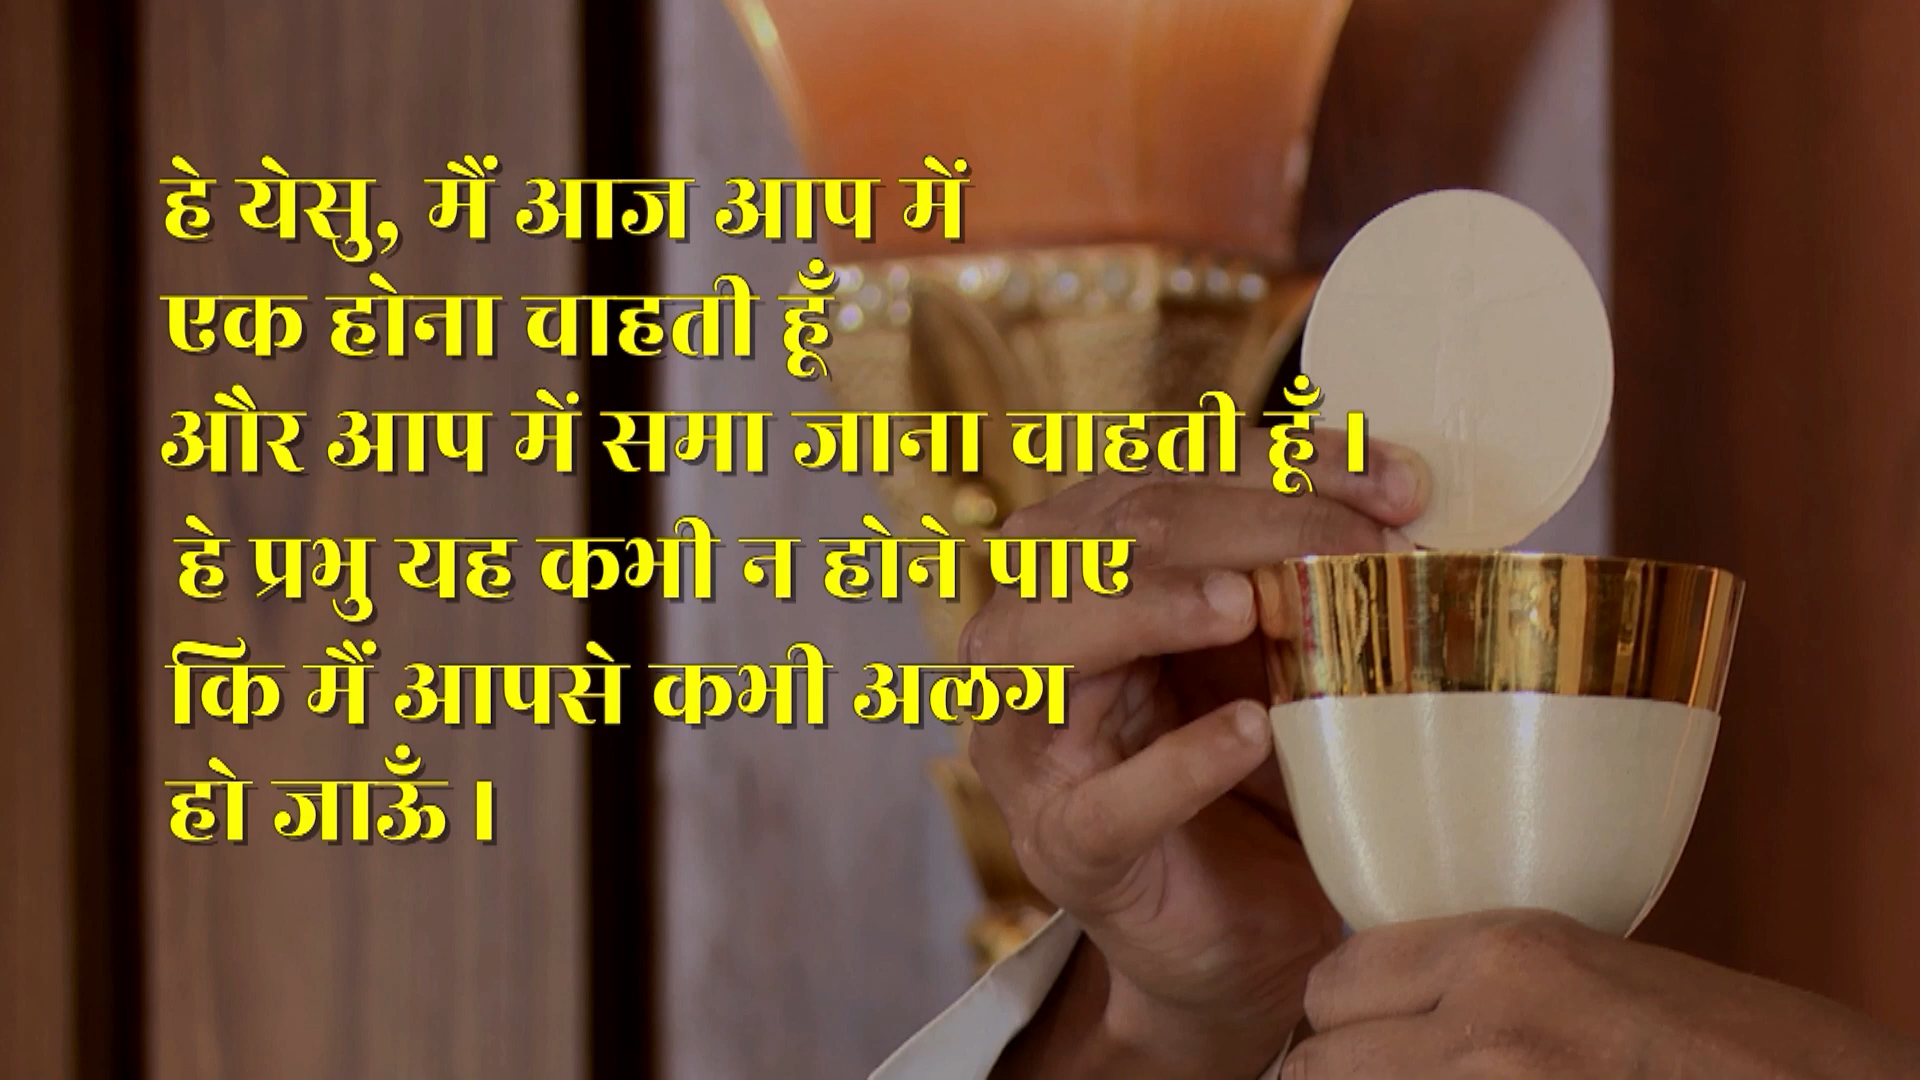 हे येसु, मैं आज आप में
एक होना चाहती हूँ
और आप में समा जाना चाहती हूँ।
हे प्रभु यह कभी न होने पाए
कि मैं आपसे कभी अलग
हो जाऊँ।